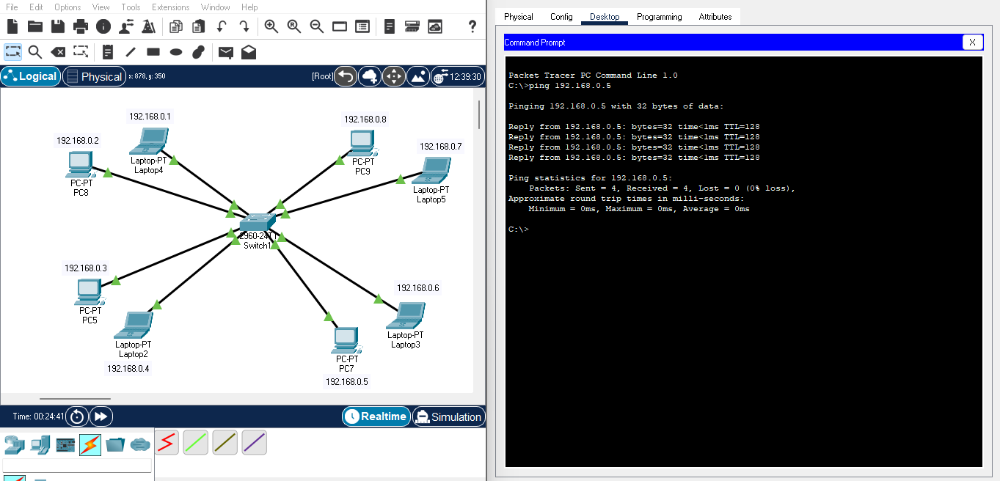 File Edit Options View Tools Extensions Window Help
Logical Physical x: 878, y: 350 [Root] 12:39:30
192.168.0.1
192.168.0.8
192.168.0.2
192.168.0.7
Laptop-PT
Laptop4
PC-PT
PC9
PC-PT
PC8
Laptop-PT
Laptop5
2960-24TT
Switch1
192.168.0.3
192.168.0.6
PC-PT
PC5
Laptop-PT
Laptop3
Laptop-PT
Laptop2
PC-PT
PC7
192.168.0.4
192.168.0.5
Time: 00:24:41 Realtime Simulation
Physical Config Desktop Programming Attributes
Command Prompt X
Packet Tracer PC Command Line 1.0
C:\>ping 192.168.0.5
Pinging 192.168.0.5 with 32 bytes of data:
Reply from 192.168.0.5: bytes=32 time<1ms TTL=128
Reply from 192.168.0.5: bytes=32 time<1ms TTL=128
Reply from 192.168.0.5: bytes=32 time<1ms TTL=128
Reply from 192.168.0.5: bytes=32 time<1ms TTL=128
Ping statistics for 192.168.0.5:
Packets: Sent = 4, Received = 4, Lost = 0 (0% loss),
Approximate round trip times in milli-seconds:
Minimum = 0ms, Maximum = 0ms, Average = 0ms
C:\>